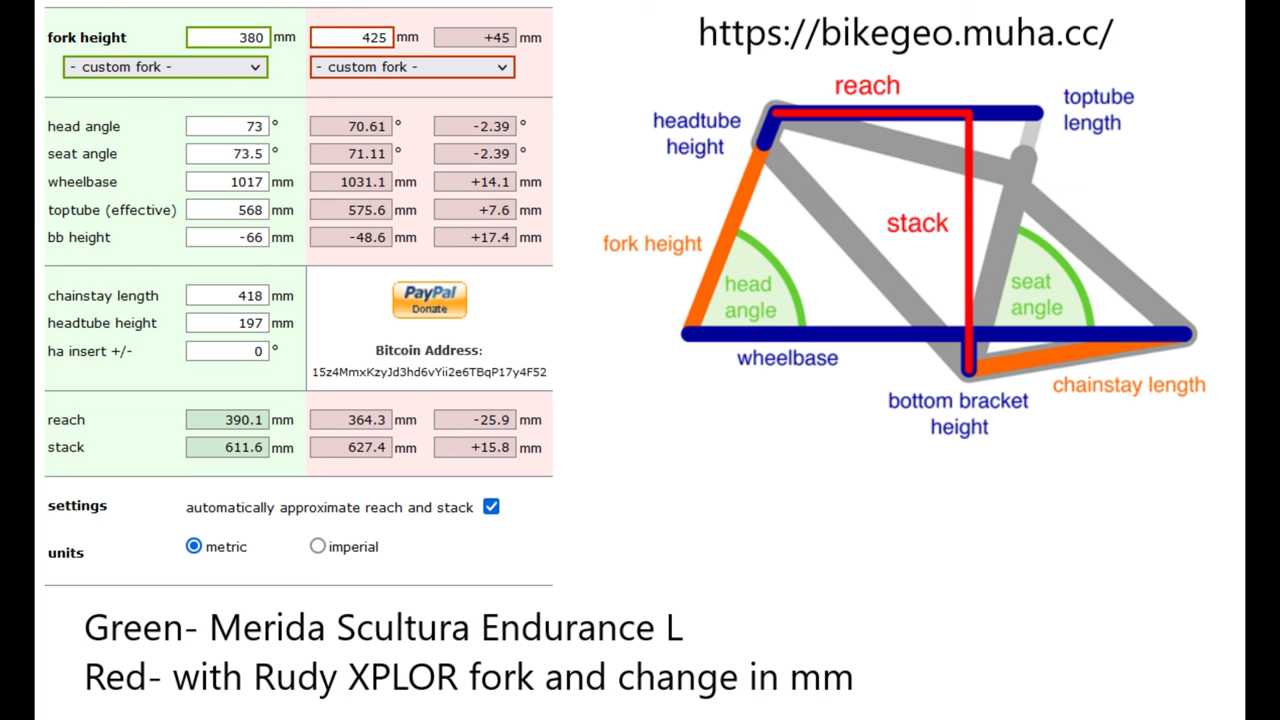 fork height 380 mm 425 mm +45 mm
- custom fork - - custom fork -
head angle 73 ° 70.61 ° -2.39 °
seat angle 73.5 ° 71.11 ° -2.39 °
wheelbase 1017 mm 1031.1 mm +14.1 mm
toptube (effective) 568 mm 575.6 mm +7.6 mm
bb height -66 mm -48.6 mm +17.4 mm
chainstay length 418 mm
headtube height 197 mm
ha insert +/- 0 °
PayPal
Donate
Bitcoin Address:
15z4MmxKzyJd3hd6vYii2e6TBqP17y4F52
reach 390.1 mm 364.3 mm -25.9 mm
stack 611.6 mm 627.4 mm +15.8 mm
settings automatically approximate reach and stack
units metric imperial
https://bikegeo.muha.cc/
reach
toptube
length
headtube
height
stack
fork height
head
angle
seat
angle
wheelbase
chainstay length
bottom bracket
height
Green- Merida Scultura Endurance L
Red- with Rudy XPLOR fork and change in mm